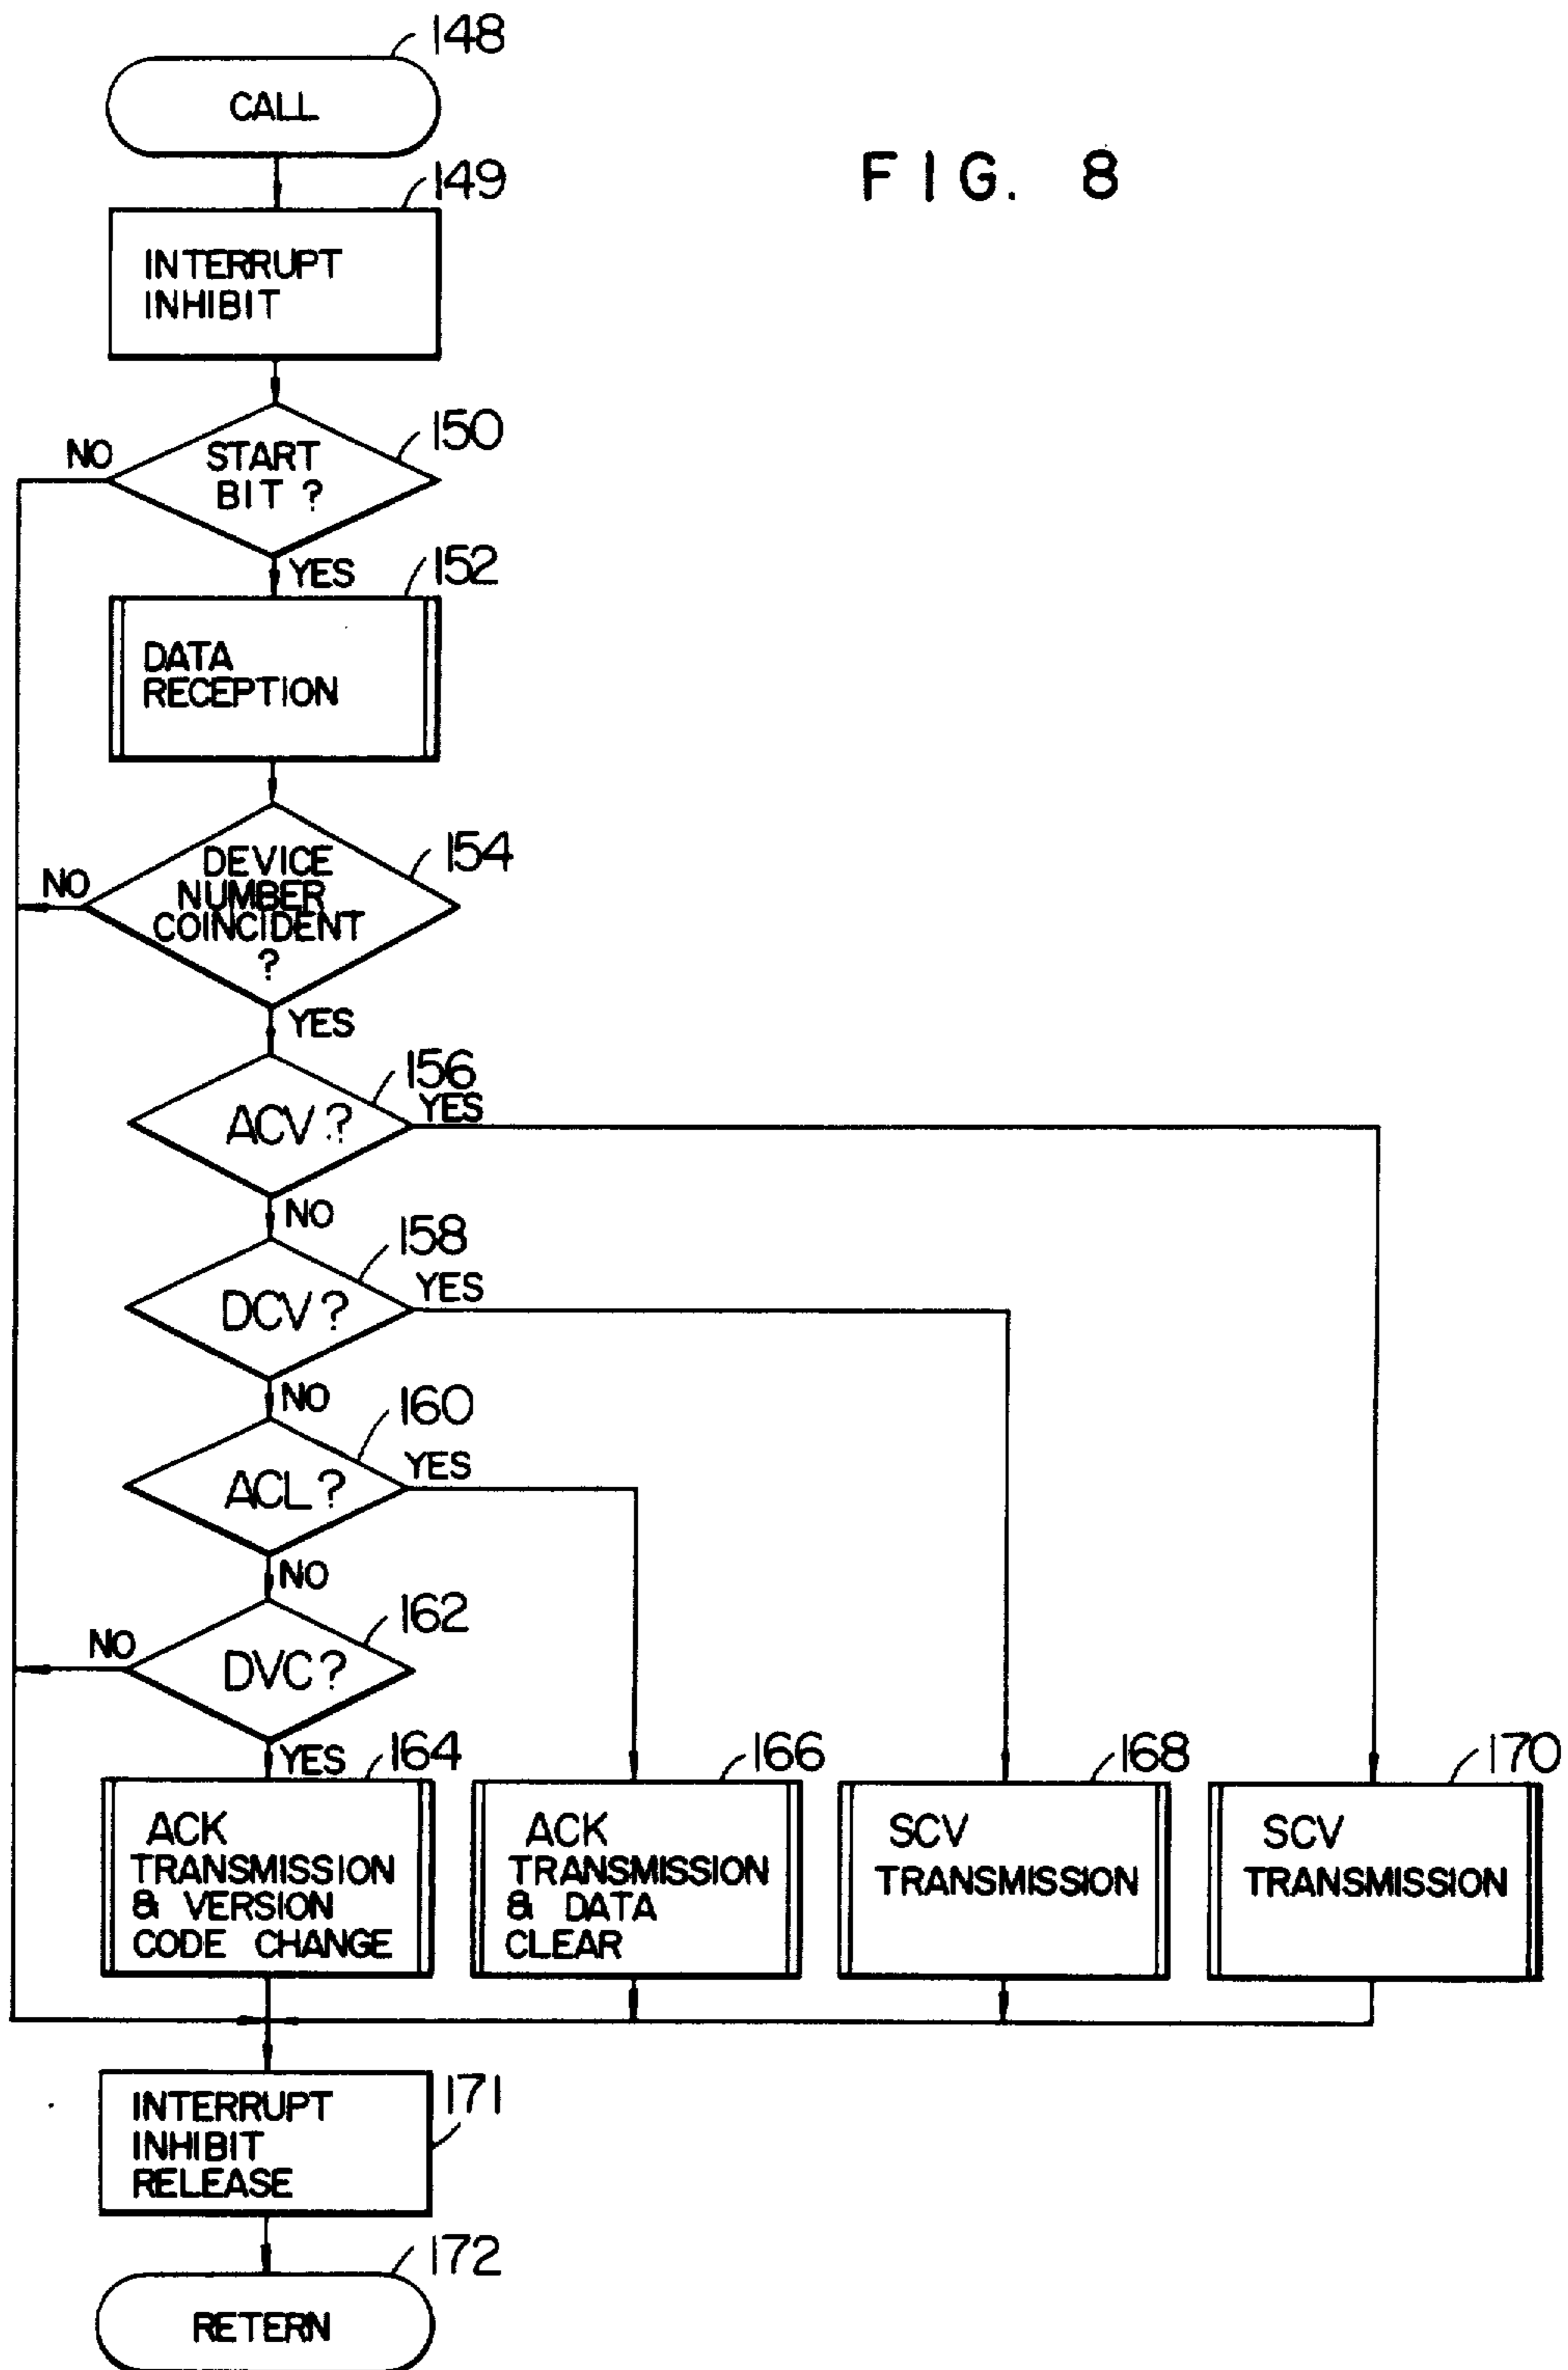 148
CALL
FIG. 8
149
INTERRUPT
INHIBIT
150
NO
START
BIT ?
YES
152
DATA
RECEPTION
154
NO
DEVICE
NUMBER
COINCIDENT
?
YES
156
ACV ?
YES
NO
158
DCV ?
YES
NO
160
ACL ?
YES
NO
162
NO
DVC ?
YES
164
ACK
TRANSMISSION
& VERSION
CODE CHANGE
166
ACK
TRANSMISSION
& DATA
CLEAR
168
SCV
TRANSMISSION
170
SCV
TRANSMISSION
171
INTERRUPT
INHIBIT
RELEASE
172
RETERN